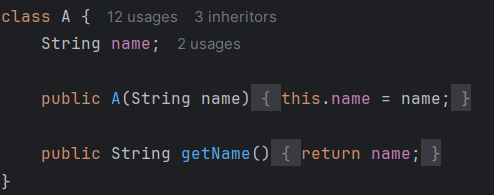 class A {   12 usages   3 inheritors
    String name;   2 usages
    public A(String name) { this.name = name; }
    public String getName() { return name; }
}